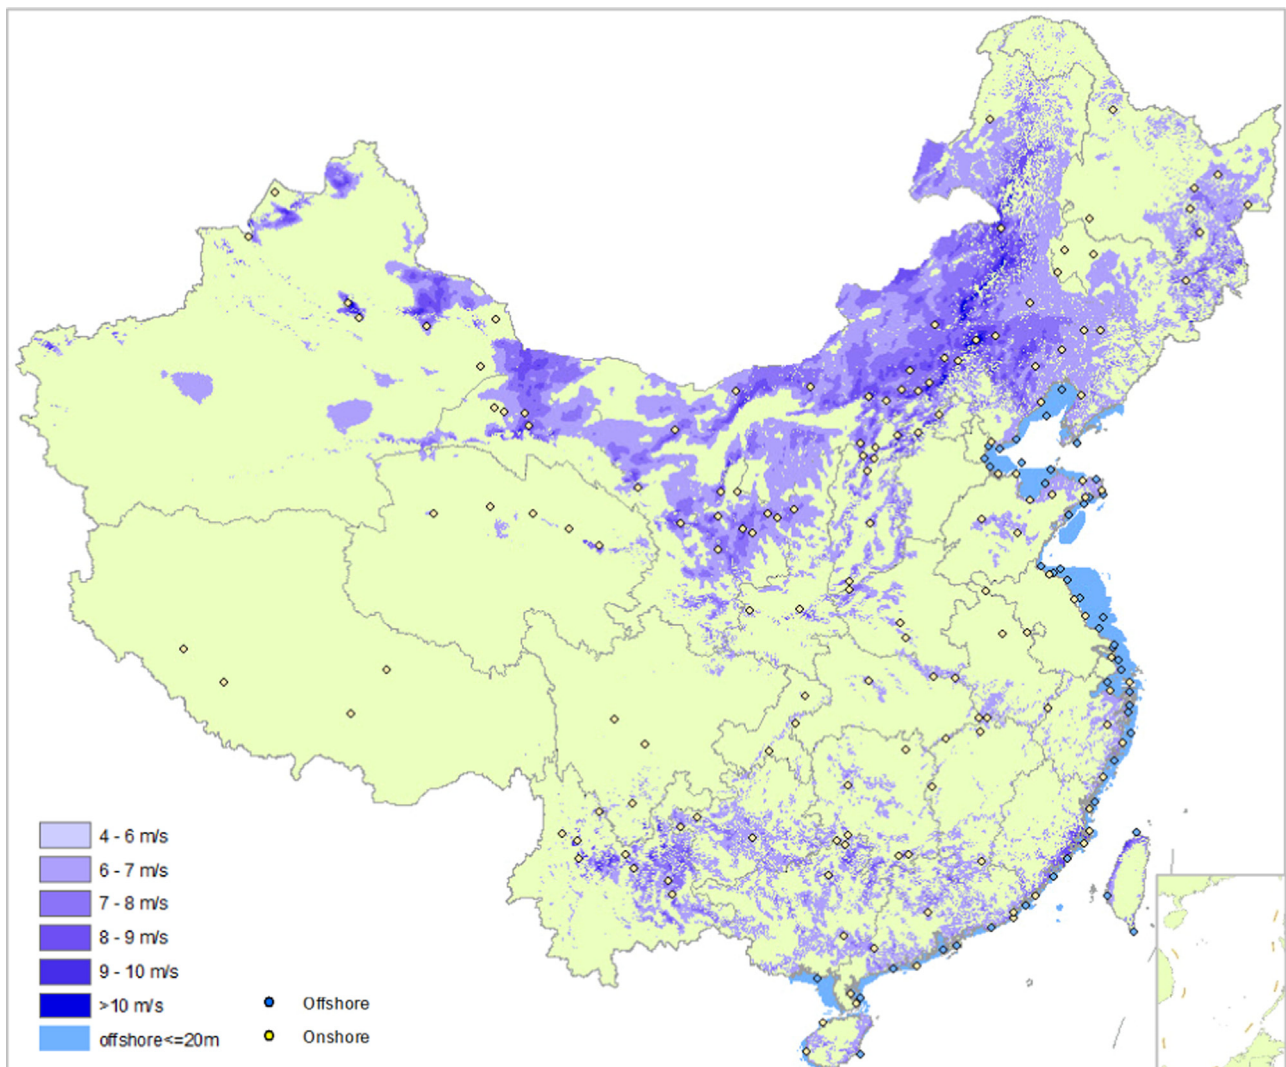 4 - 6 m/s
6 - 7 m/s
7 - 8 m/s
8 - 9 m/s
9 - 10 m/s
>10 m/s
offshore<=20m
Offshore
Onshore